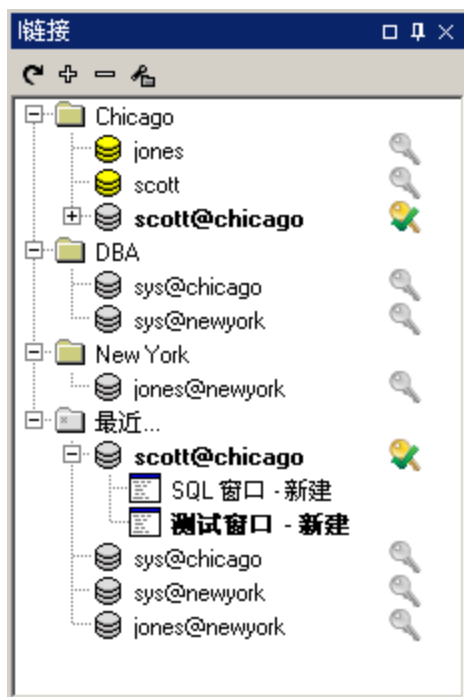 链接
Chicago
jones
scott
scott@chicago
DBA
sys@chicago
sys@newyork
New York
jones@newyork
最近...
scott@chicago
SQL 窗口 - 新建
测试窗口 - 新建
sys@chicago
sys@newyork
jones@newyork